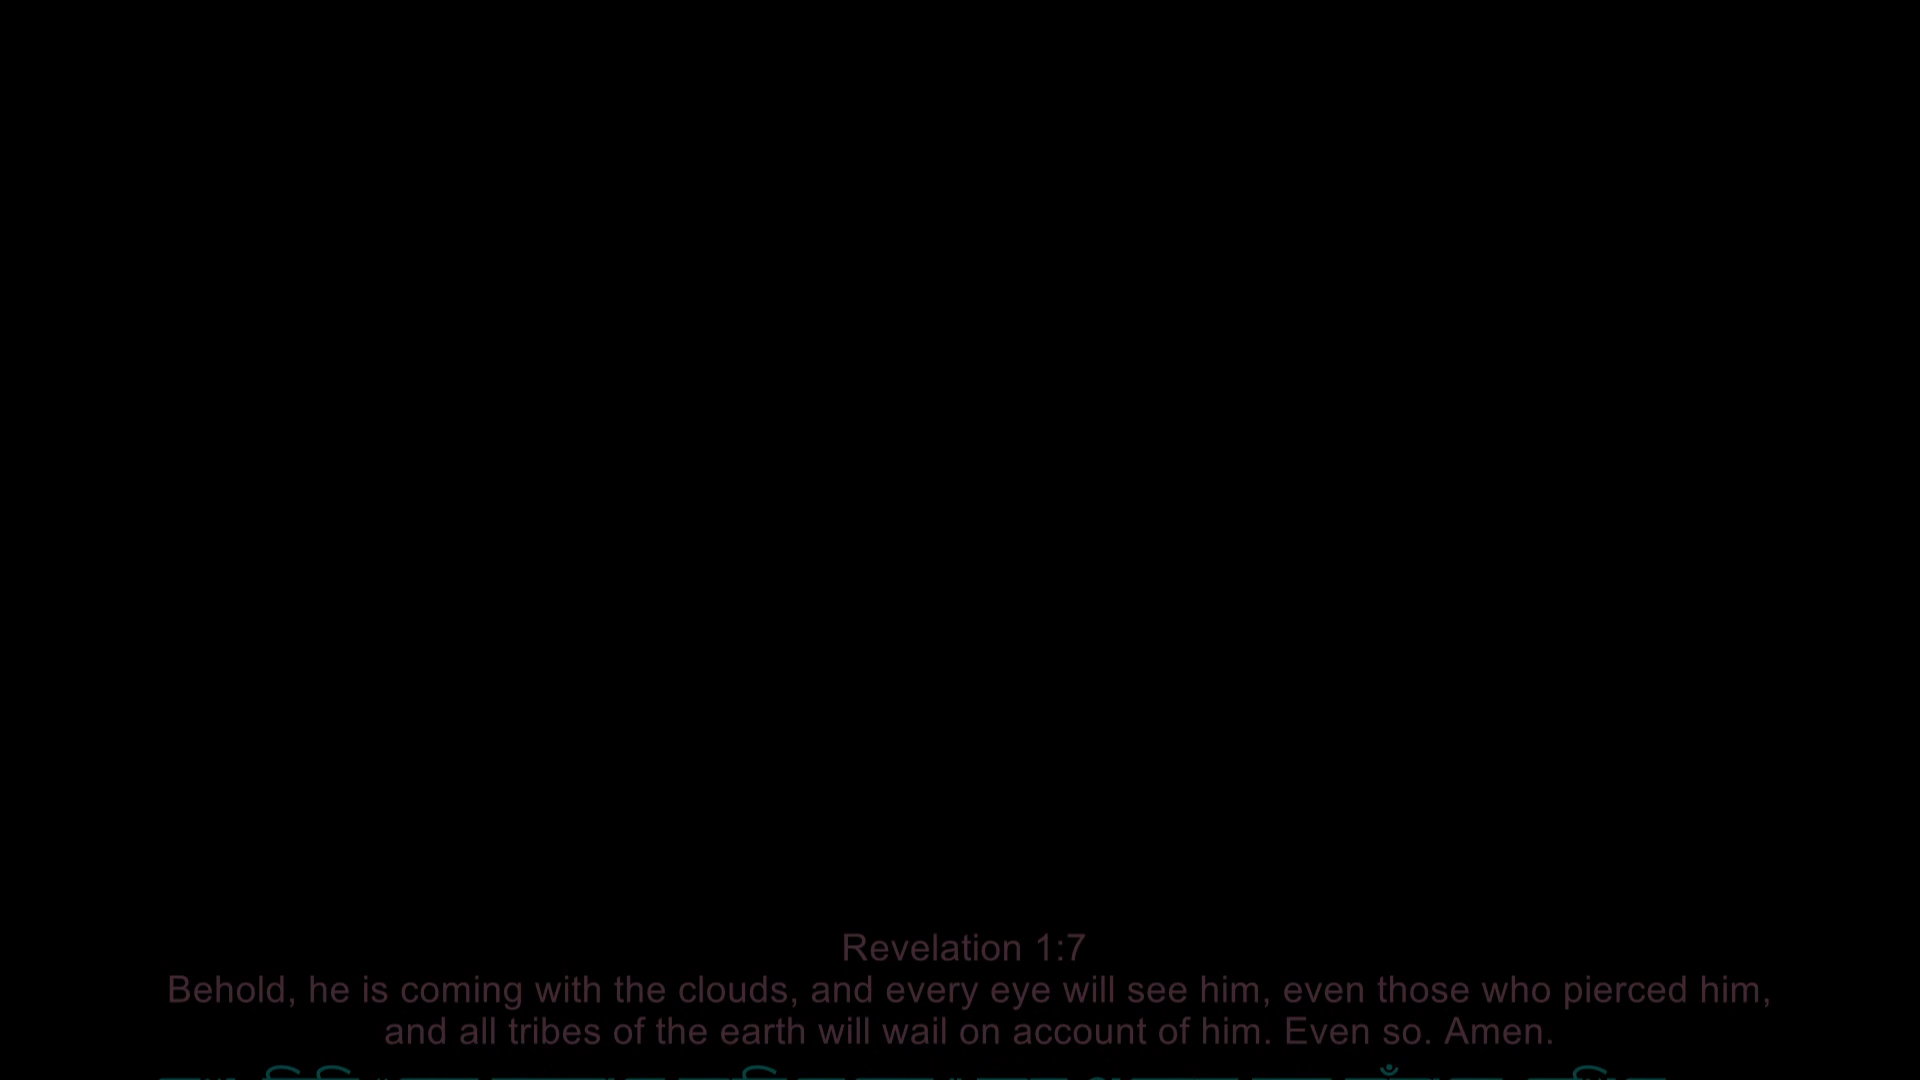 Revelation 1:7
Behold, he is coming with the clouds, and every eye will see him, even those who pierced him,
and all tribes of the earth will wail on account of him. Even so. Amen.